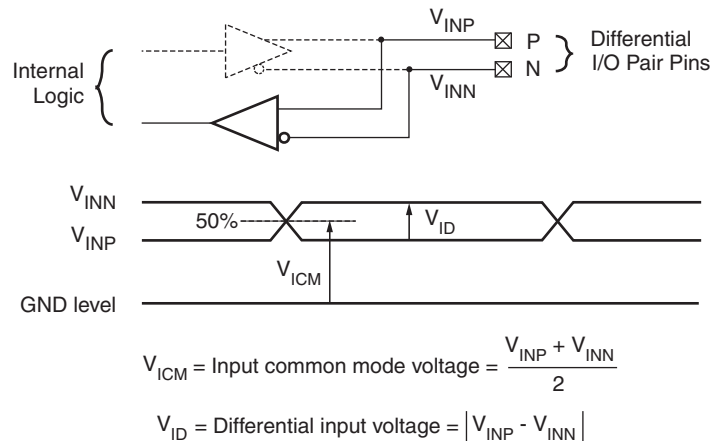 V_INP
P
Differential
I/O Pair Pins
Internal
Logic
N
V_INN
V_INN
50%
V_ID
V_INP
V_ICM
GND level
V_ICM = Input common mode voltage = V_INP + V_INN / 2
V_ID = Differential input voltage = |V_INP - V_INN|